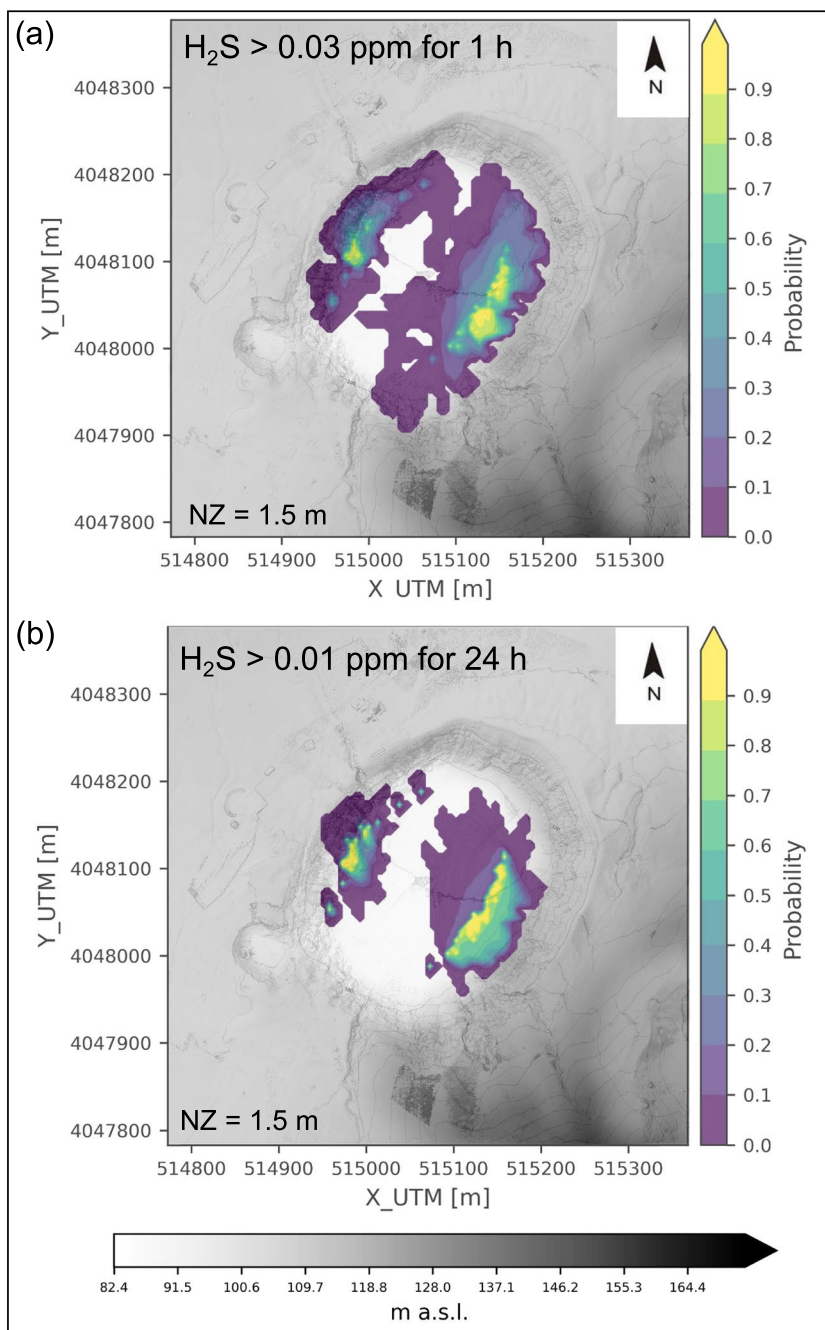 (a)
H₂S > 0.03 ppm for 1 h
N
4048300
4048200
4048100
4048000
4047900
4047800
Y_UTM [m]
NZ = 1.5 m
514800 514900 515000 515100 515200 515300
X_UTM [m]
0.9
0.8
0.7
0.6
0.5
0.4
0.3
0.2
0.1
0.0
Probability
(b)
H₂S > 0.01 ppm for 24 h
N
4048300
4048200
4048100
4048000
4047900
4047800
Y_UTM [m]
NZ = 1.5 m
514800 514900 515000 515100 515200 515300
X_UTM [m]
0.9
0.8
0.7
0.6
0.5
0.4
0.3
0.2
0.1
0.0
Probability
82.4 91.5 100.6 109.7 118.8 128.0 137.1 146.2 155.3 164.4
m a.s.l.